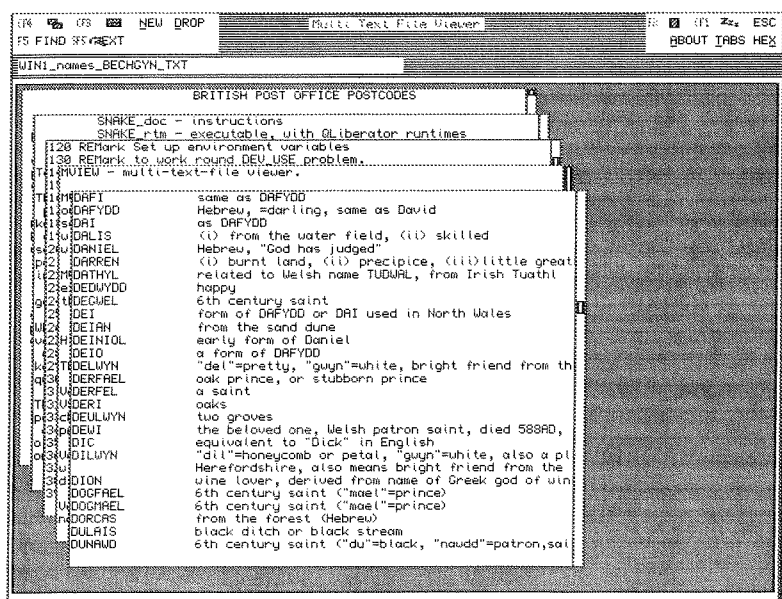 NEW DROP Multi Text File Viewer ESC
F5 FIND NEXT ABOUT TABS HEX
WIN1_names_BECHGYN_TXT
BRITISH POST OFFICE POSTCODES
SNAKE_doc - instructions
SNAKE_rtm - executable, with QLiberator runtimes
120 REMark Set up environment variables
130 REMark to work round DEV_USE problem.
MVIEW - multi-text-file viewer.
DAFI same as DAFYDD
DAFYDD Hebrew, =darling, same as David
DAI as DAFYDD
DALIS (i) from the water field, (ii) skilled
DANIEL Hebrew, "God has judged"
DARREN (i) burnt land, (ii) precipice, (iii)little great
DATHYL related to Welsh name TUDWAL, from Irish Tuathl
DEDWYDD happy
DEGWEL 6th century saint
DEI form of DAFYDD or DAI used in North Wales
DEIAN from the sand dune
DEINIOL early form of Daniel
DEIO a form of DAFYDD
DELWYN "del"=pretty, "gwyn"=white, bright friend from th
DERFAEL oak prince, or stubborn prince
DERFEL a saint
DERI oaks
DEULWYN two groves
DEWI the beloved one, Welsh patron saint, died 588AD,
DIC equivalent to "Dick" in English
DILWYN "dil"=honeycomb or petal, "gwyn"=white, also a pl
Herefordshire, also means bright friend from the
DION wine lover, derived from name of Greek god of win
DOGFAEL 6th century saint ("mael"=prince)
DOGMAEL 6th century saint ("mael"=prince)
DORCAS from the forest (Hebrew)
DULAIS black ditch or black stream
DUNAWD 6th century saint ("du"=black, "nawdd"=patron,sai